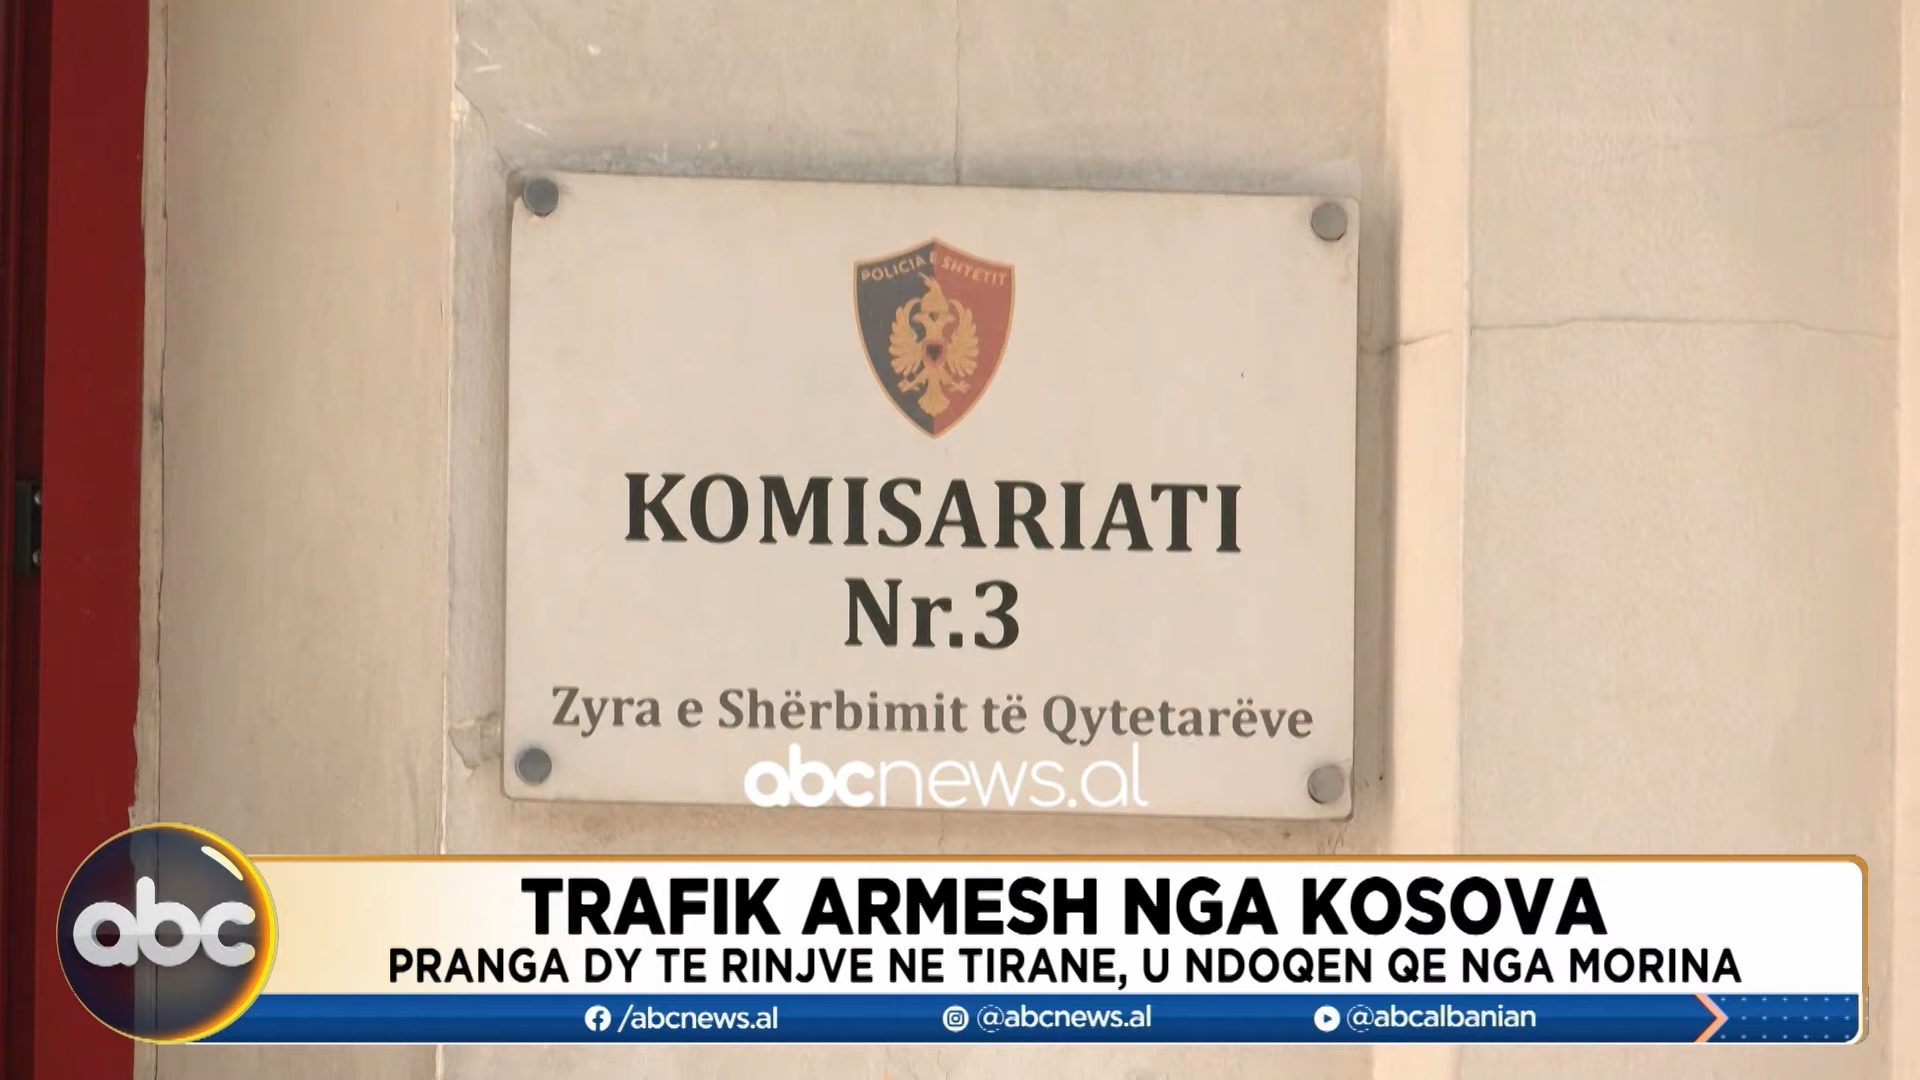 POLICIA E SHTETIT
KOMISARIATI
Nr.3
Zyra e Shërbimit të Qytetarëve
abcnews.al
abc
TRAFIK ARMESH NGA KOSOVA
PRANGA DY TE RINJVE NE TIRANE, U NDOQEN QE NGA MORINA
/abcnews.al @abcnews.al @abcalbanian